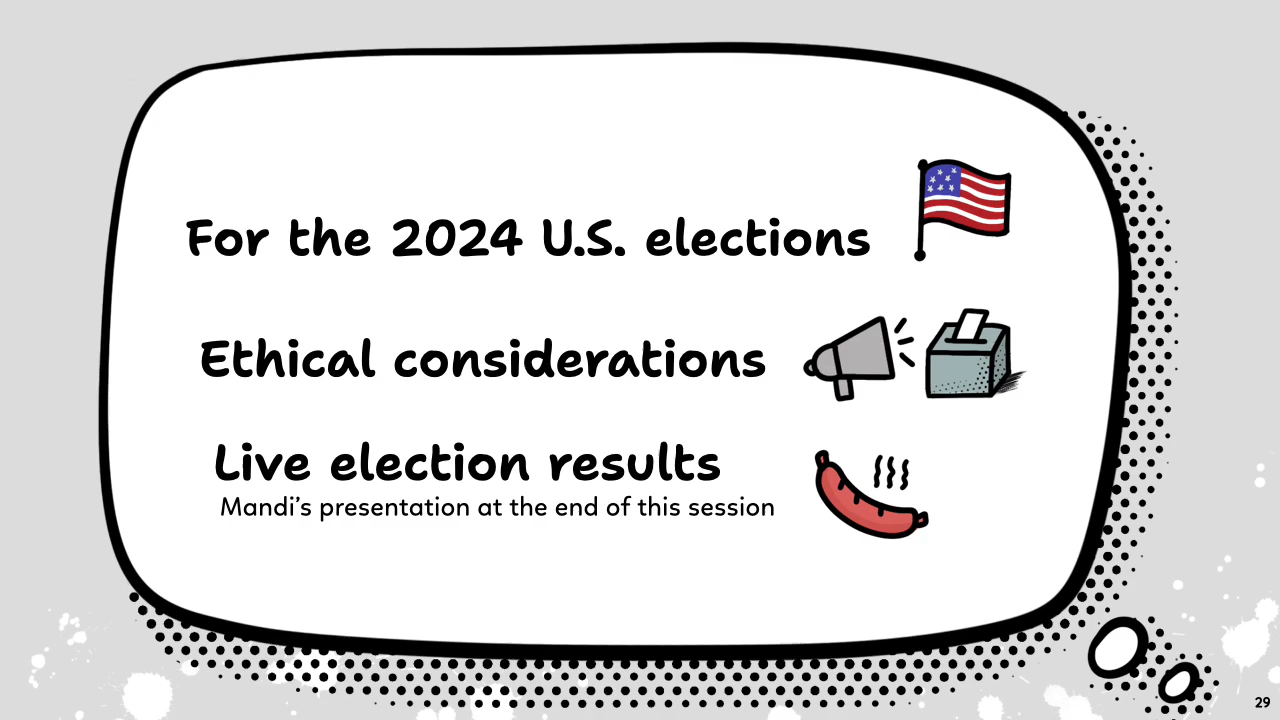 For the 2024 U.S. elections
Ethical considerations
Live election results
Mandi's presentation at the end of this session
29